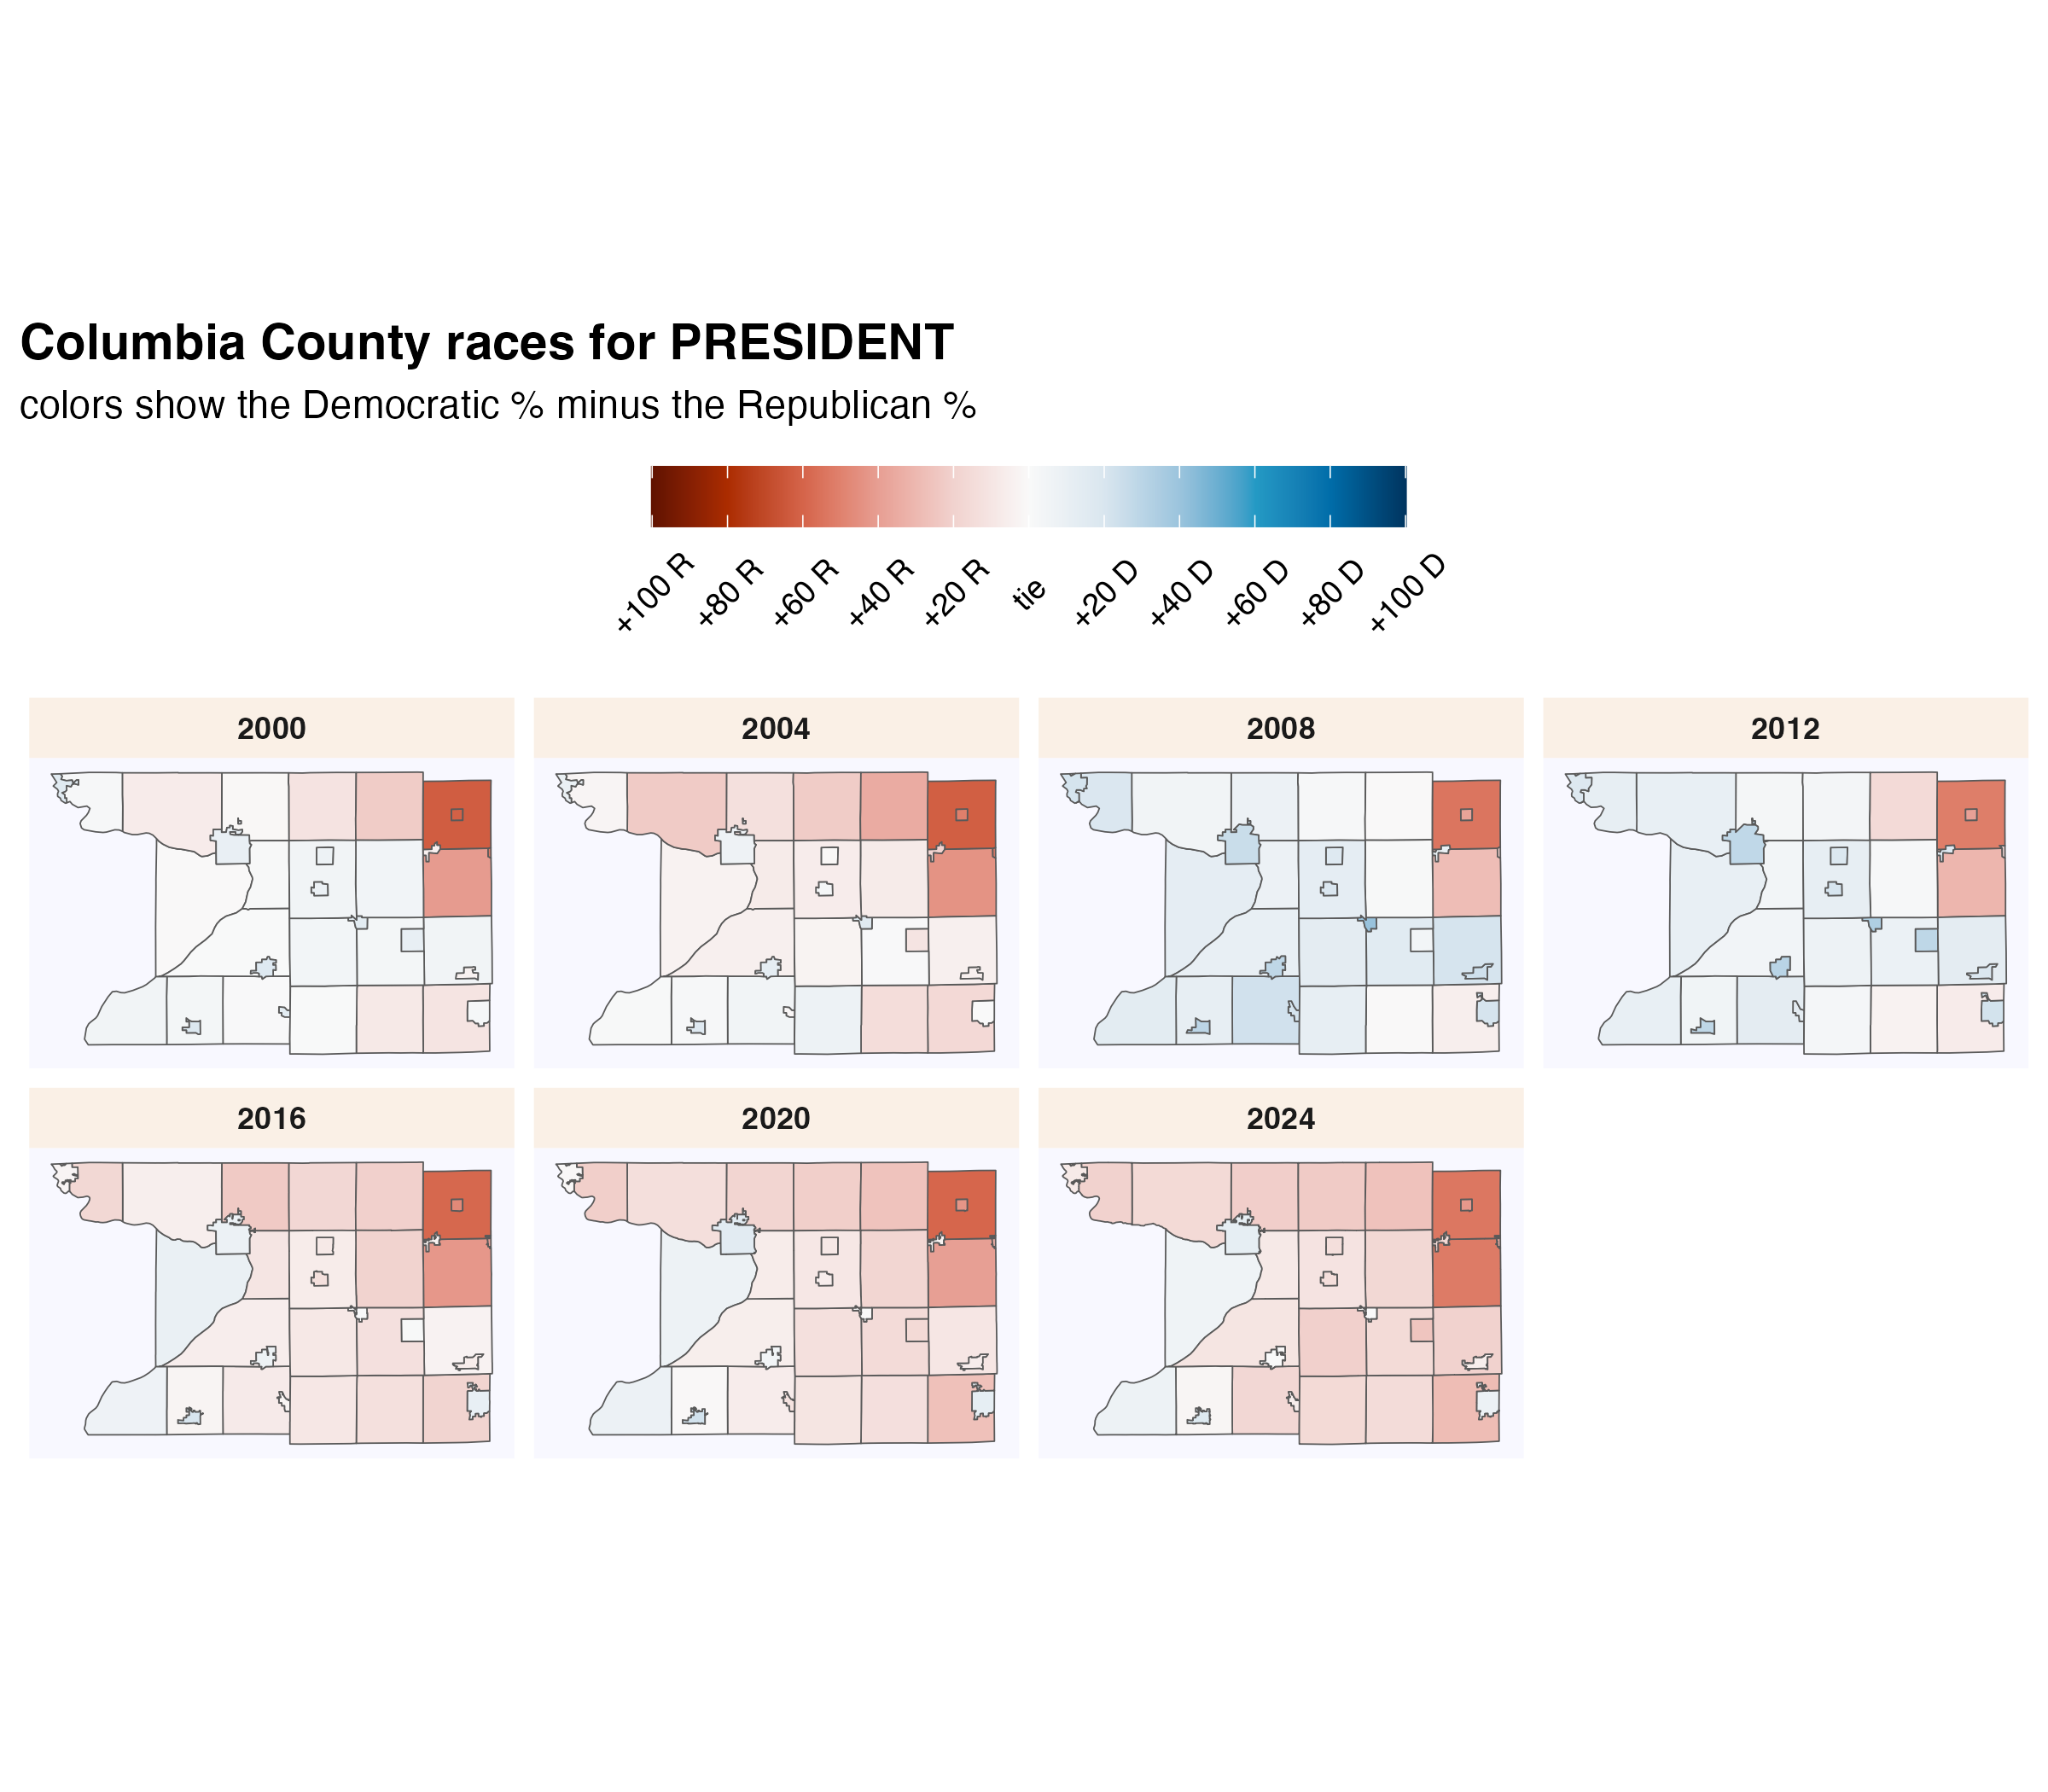 Columbia County races for PRESIDENT
colors show the Democratic % minus the Republican %
+100 R
+80 R
+60 R
+40 R
+20 R
tie
+20 D
+40 D
+60 D
+80 D
+100 D
2000
2004
2008
2012
2016
2020
2024